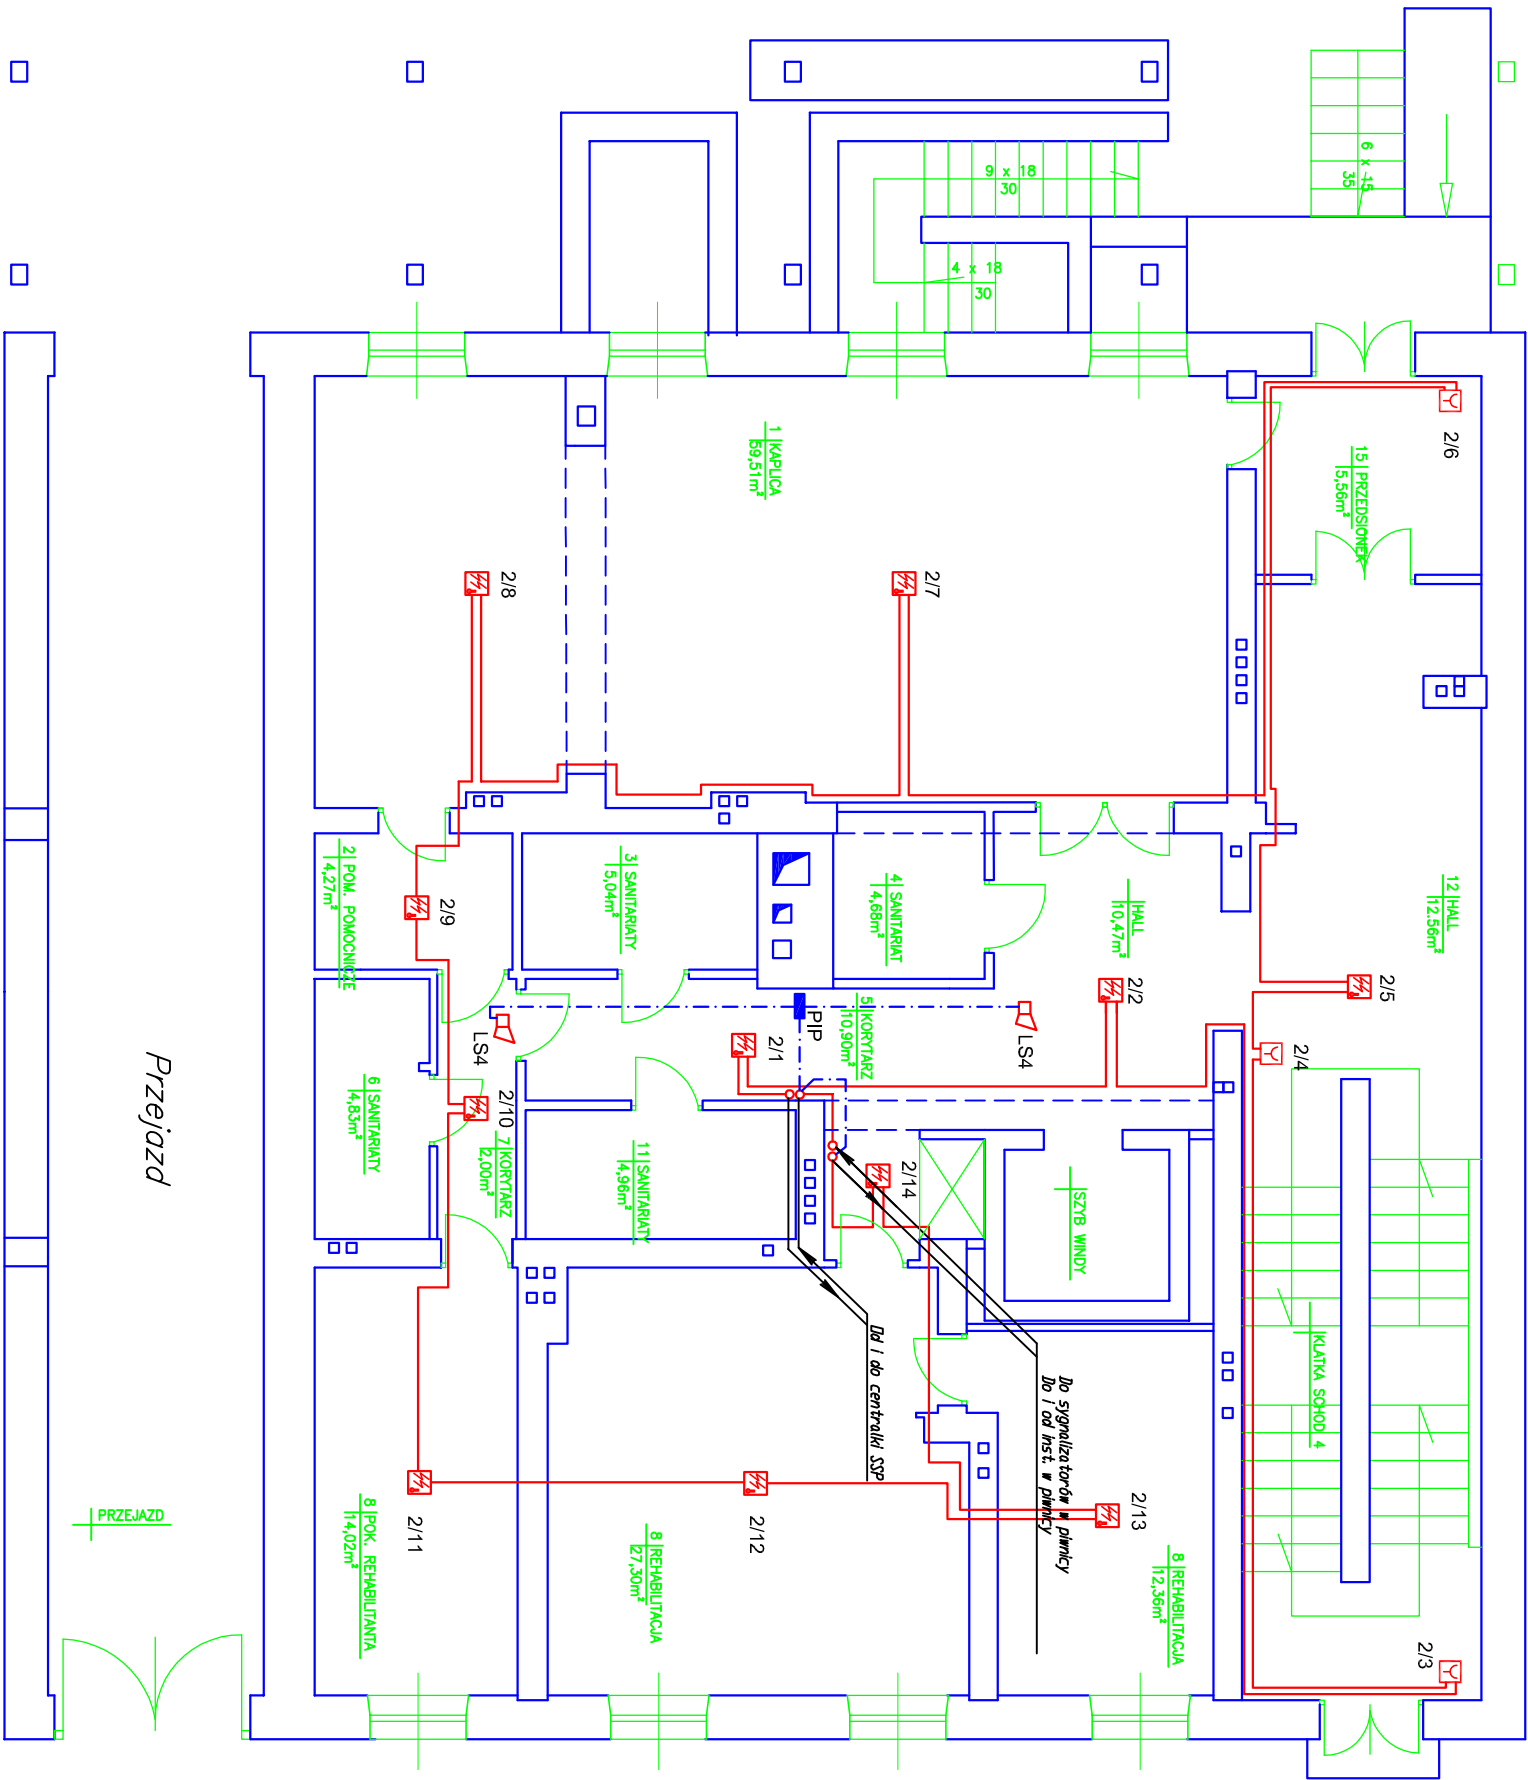 6 x 15
35
9 x 18
30
4 x 18
30
2/6
15 PRZEDSIONEK
5,56m²
1 KAPLICA
59,51m²
2/8
2/7
2 POM. POMOCNICZE
4,27m²
2/9
3 SANITARIATY
5,04m²
4 SANITARIAT
4,68m²
HALL
10,47m²
12 HALL
12.56m²
2/5
2/2
2/4
LS4
LS4
PIP
5 KORYTARZ
10,90m²
2/1
2/10
6 SANITARIATY
4,83m²
7 KORYTARZ
2,00m²
11 SANITARIATY
4,96m²
2/14
SZYB WINDY
KLATKA SCHOD. 4
Przejazd
Od i do centralki SSP
Do sygnalizatorów w piwnicy
Do i od inst. w piwnicy
PRZEJAZD
8 POK. REHABILITANTA
14,02m²
2/11
8 REHABILITACJA
27,30m²
2/12
2/13
8 REHABILITACJA
12,36m²
2/3